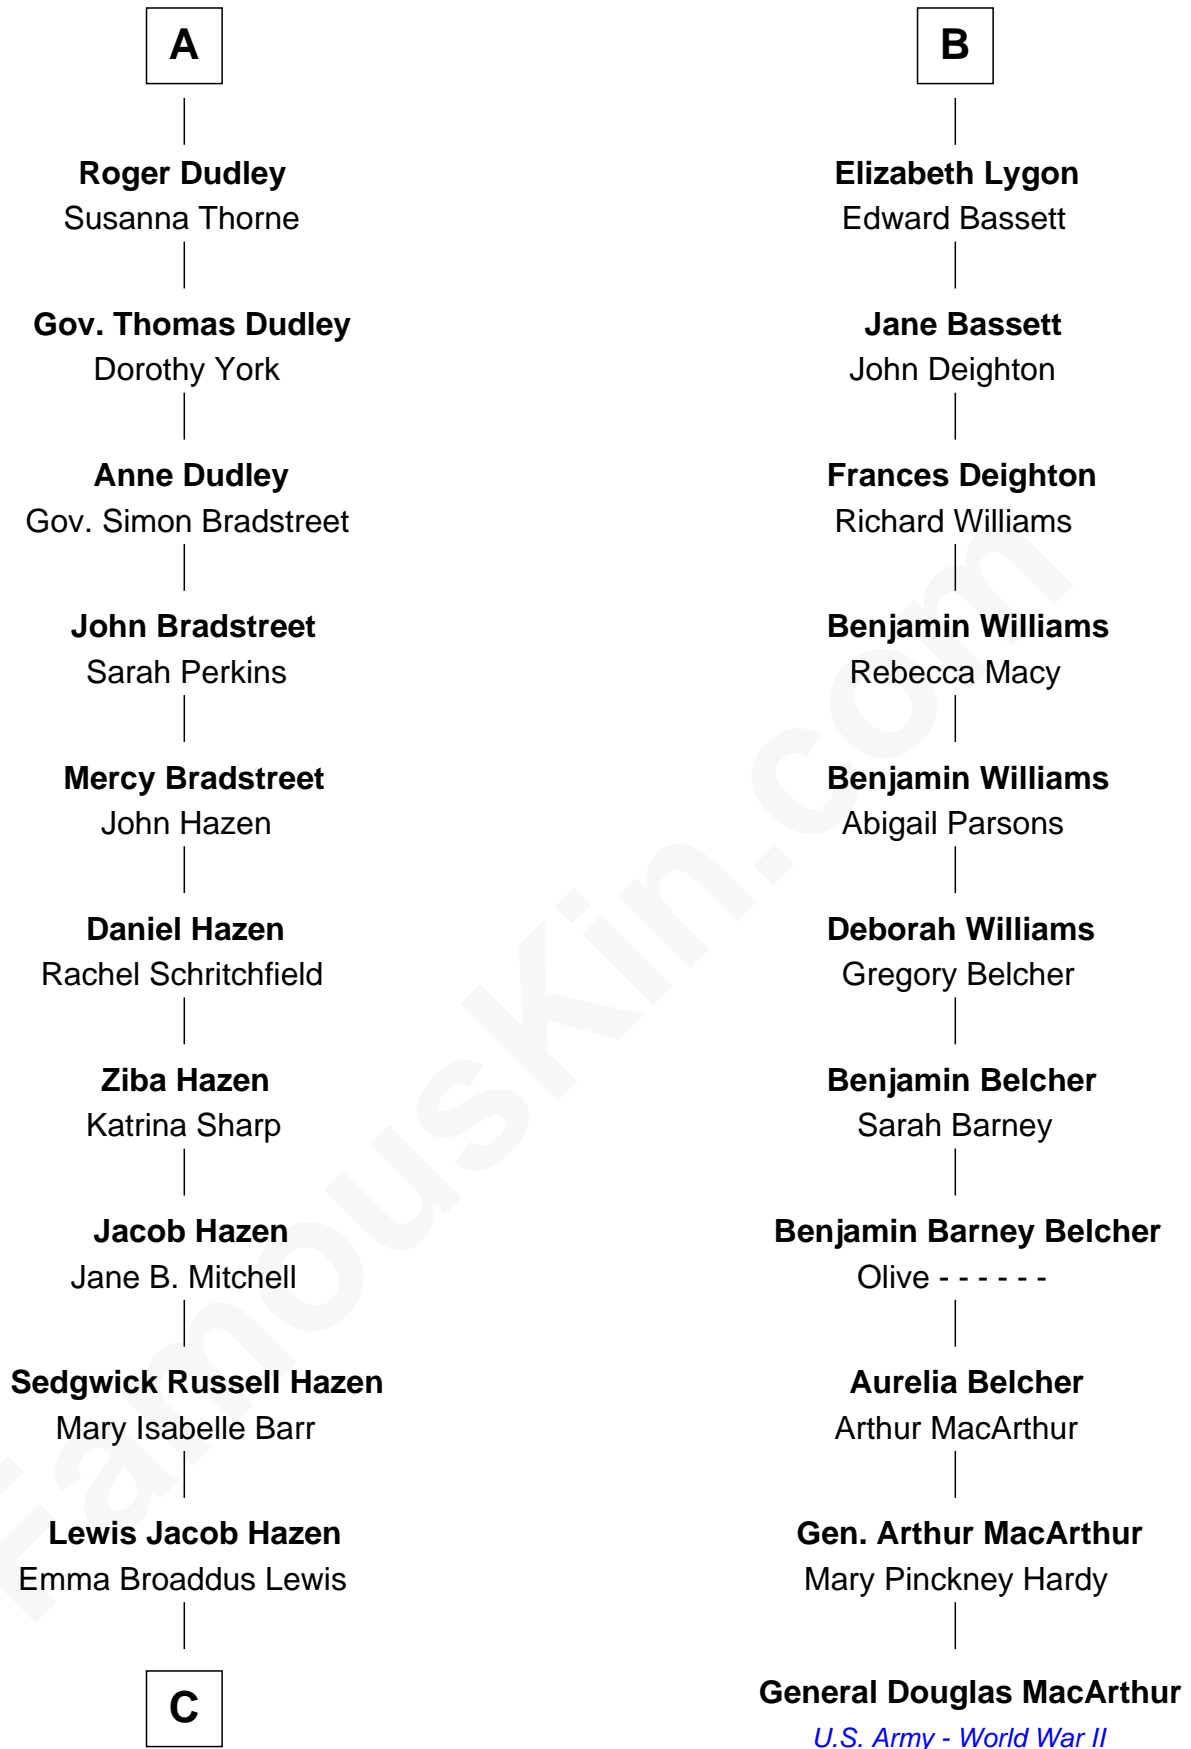 A
Roger Dudley
Susanna Thorne
Gov. Thomas Dudley
Dorothy York
Anne Dudley
Gov. Simon Bradstreet
John Bradstreet
Sarah Perkins
Mercy Bradstreet
John Hazen
Daniel Hazen
Rachel Schritchfield
Ziba Hazen
Katrina Sharp
Jacob Hazen
Jane B. Mitchell
Sedgwick Russell Hazen
Mary Isabelle Barr
Lewis Jacob Hazen
Emma Broaddus Lewis
C
B
Elizabeth Lygon
Edward Bassett
Jane Bassett
John Deighton
Frances Deighton
Richard Williams
Benjamin Williams
Rebecca Macy
Benjamin Williams
Abigail Parsons
Deborah Williams
Gregory Belcher
Benjamin Belcher
Sarah Barney
Benjamin Barney Belcher
Olive - - - - - -
Aurelia Belcher
Arthur MacArthur
Gen. Arthur MacArthur
Mary Pinckney Hardy
General Douglas MacArthur
U.S. Army - World War II
FamousKin.com